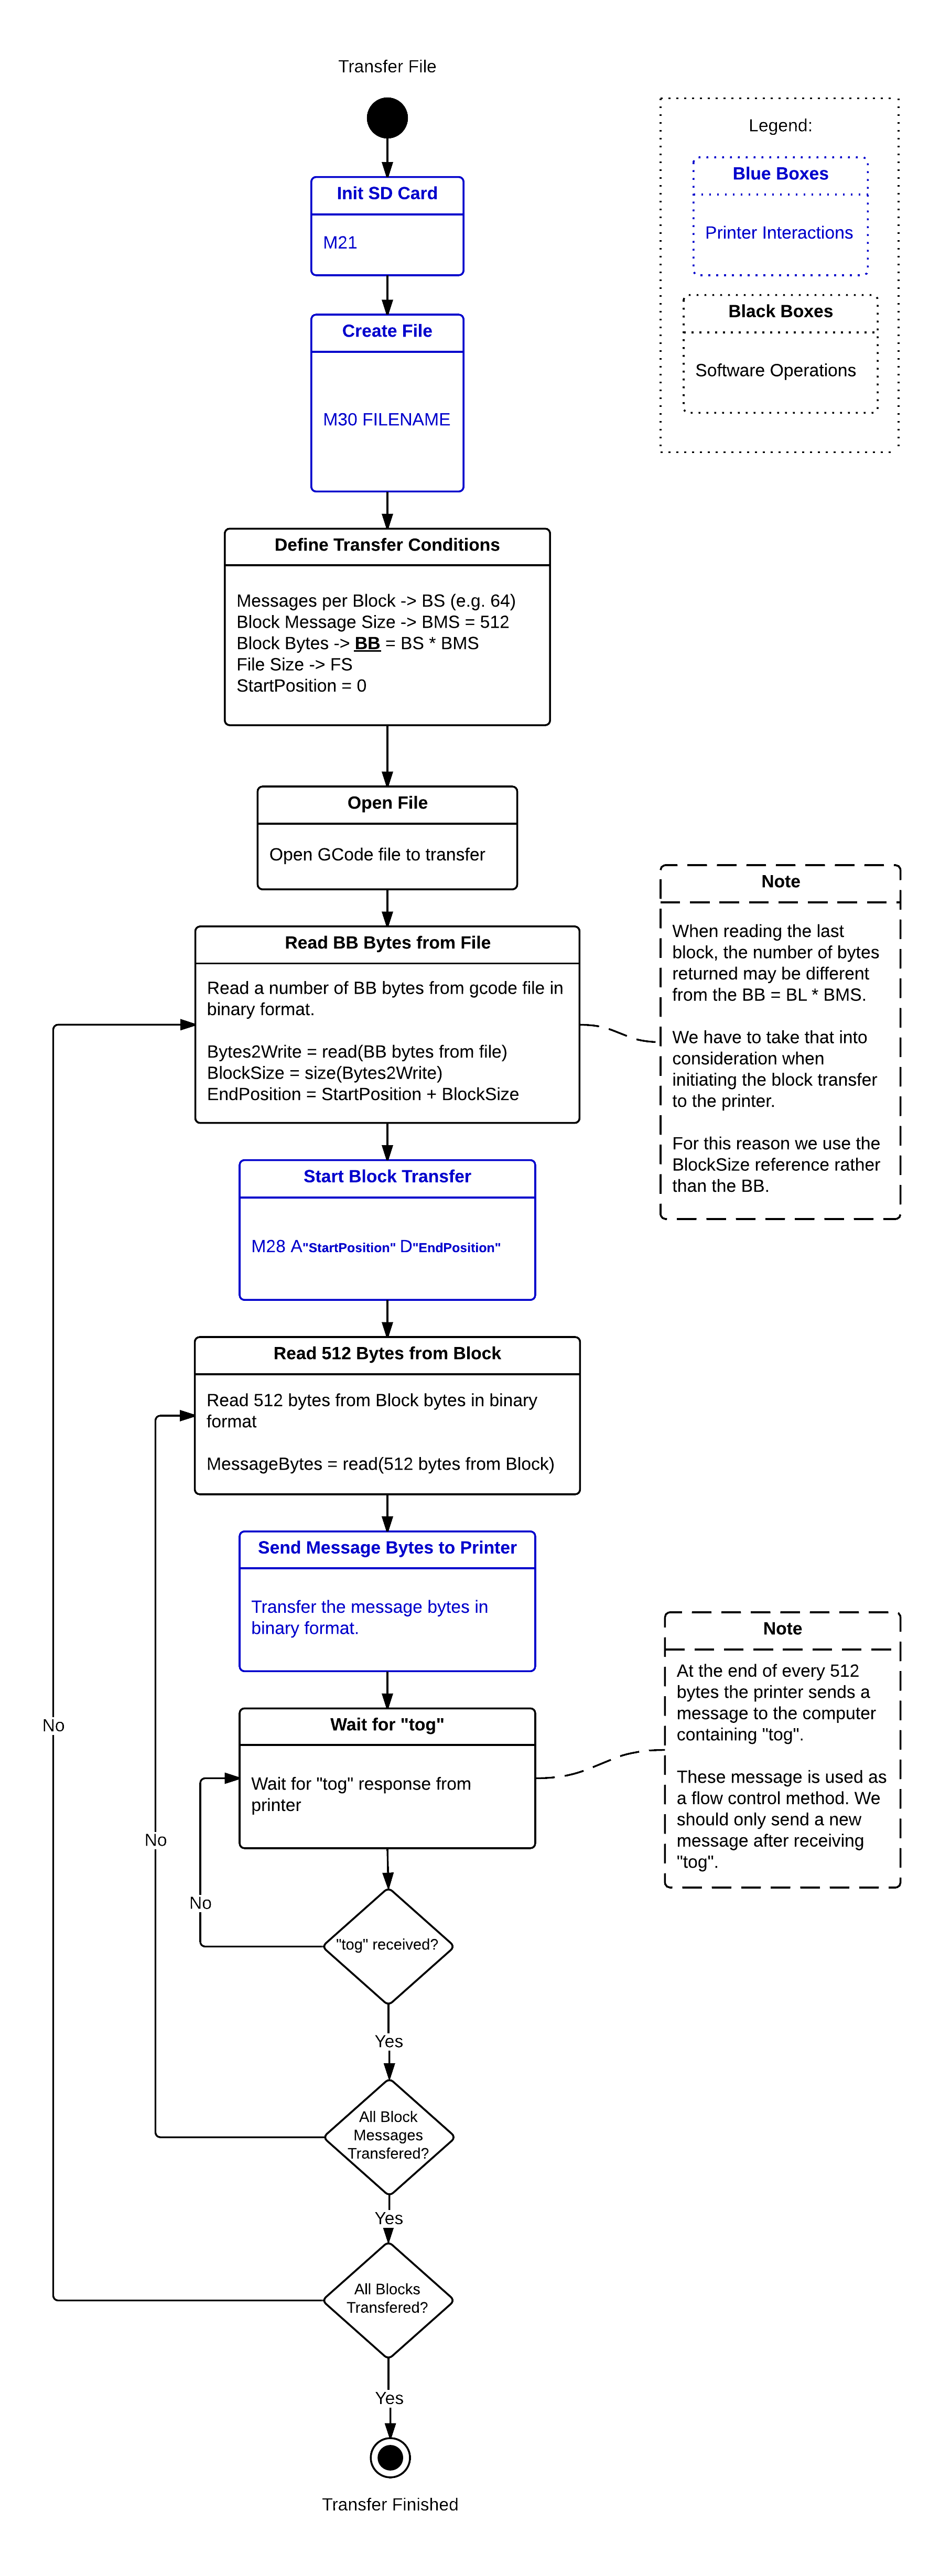 Transfer File
Legend:
Blue Boxes
Printer Interactions
Black Boxes
Software Operations
Init SD Card
M21
Create File
M30 FILENAME
Define Transfer Conditions
Messages per Block -> BS (e.g. 64)
Block Message Size -> BMS = 512
Block Bytes -> BB = BS * BMS
File Size -> FS
StartPosition = 0
Open File
Open GCode file to transfer
Read BB Bytes from File
Read a number of BB bytes from gcode file in
binary format.
Bytes2Write = read(BB bytes from file)
BlockSize = size(Bytes2Write)
EndPosition = StartPosition + BlockSize
Note
When reading the last
block, the number of bytes
returned may be different
from the BB = BL * BMS.
We have to take that into
consideration when
initiating the block transfer
to the printer.
For this reason we use the
BlockSize reference rather
than the BB.
Start Block Transfer
M28 A"StartPosition" D"EndPosition"
Read 512 Bytes from Block
Read 512 bytes from Block bytes in binary
format
MessageBytes = read(512 bytes from Block)
Send Message Bytes to Printer
Transfer the message bytes in
binary format.
Wait for "tog"
Wait for "tog" response from
printer
Note
At the end of every 512
bytes the printer sends a
message to the computer
containing "tog".
These message is used as
a flow control method. We
should only send a new
message after receiving
"tog".
No
No
No
"tog" received?
Yes
All Block
Messages
Transfered?
Yes
All Blocks
Transfered?
Yes
Transfer Finished